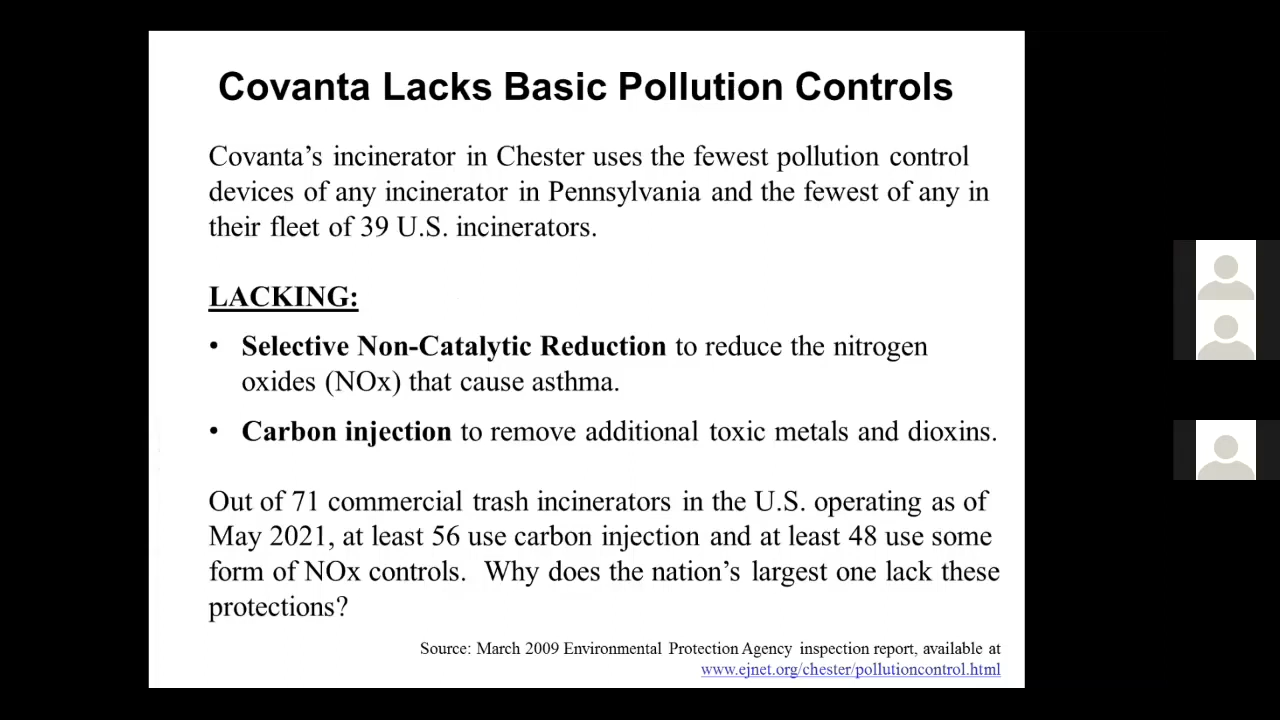 Covanta Lacks Basic Pollution Controls
Covanta’s incinerator in Chester uses the fewest pollution control
devices of any incinerator in Pennsylvania and the fewest of any in
their fleet of 39 U.S. incinerators.
LACKING:
• Selective Non-Catalytic Reduction to reduce the nitrogen
oxides (NOx) that cause asthma.
• Carbon injection to remove additional toxic metals and dioxins.
Out of 71 commercial trash incinerators in the U.S. operating as of
May 2021, at least 56 use carbon injection and at least 48 use some
form of NOx controls.  Why does the nation’s largest one lack these
protections?
Source: March 2009 Environmental Protection Agency inspection report, available at
www.ejnet.org/chester/pollutioncontrol.html